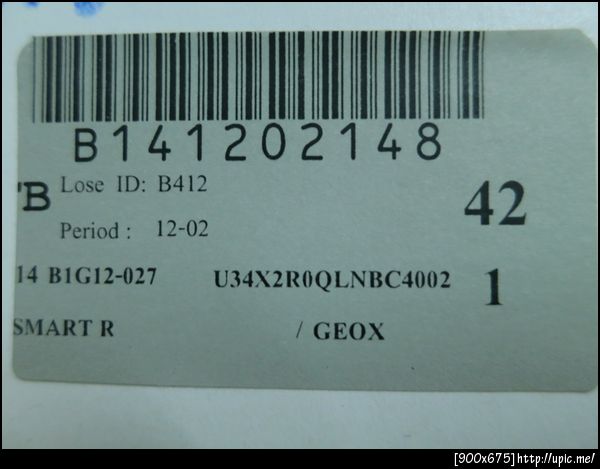 B141202148
Lose ID: B412
B
42
Period : 12-02
14 B1G12-027 U34X2R0QLNBC4002 1
SMART R / GEOX
[900x675]http://upic.me/